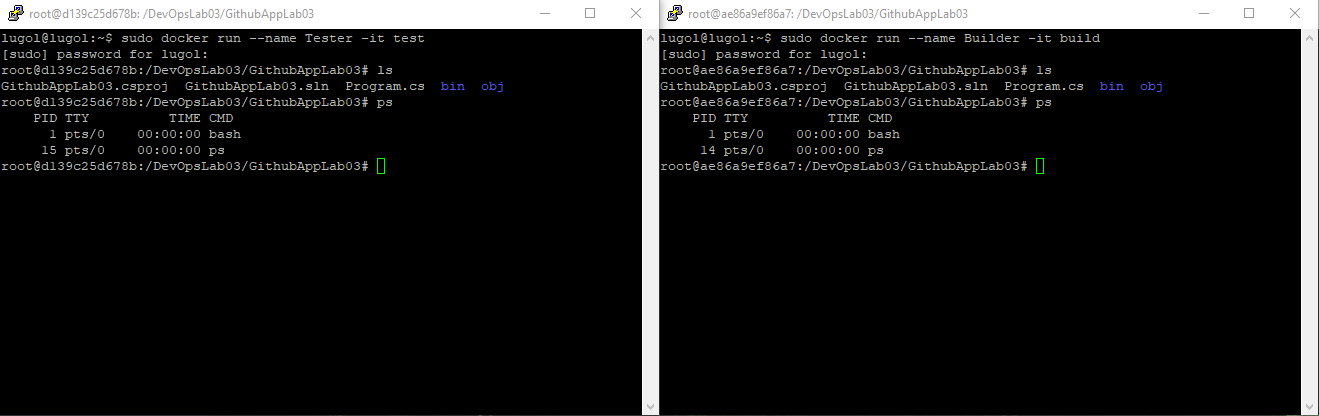 root@d139c25d678b: /DevOpsLab03/GithubAppLab03
lugol@lugol:~$ sudo docker run --name Tester -it test
[sudo] password for lugol:
root@d139c25d678b:/DevOpsLab03/GithubAppLab03# ls
GithubAppLab03.csproj  GithubAppLab03.sln  Program.cs  bin  obj
root@d139c25d678b:/DevOpsLab03/GithubAppLab03# ps
    PID TTY          TIME CMD
      1 pts/0    00:00:00 bash
     15 pts/0    00:00:00 ps
root@d139c25d678b:/DevOpsLab03/GithubAppLab03#
root@ae86a9ef86a7: /DevOpsLab03/GithubAppLab03
lugol@lugol:~$ sudo docker run --name Builder -it build
[sudo] password for lugol:
root@ae86a9ef86a7:/DevOpsLab03/GithubAppLab03# ls
GithubAppLab03.csproj  GithubAppLab03.sln  Program.cs  bin  obj
root@ae86a9ef86a7:/DevOpsLab03/GithubAppLab03# ps
    PID TTY          TIME CMD
      1 pts/0    00:00:00 bash
     14 pts/0    00:00:00 ps
root@ae86a9ef86a7:/DevOpsLab03/GithubAppLab03#